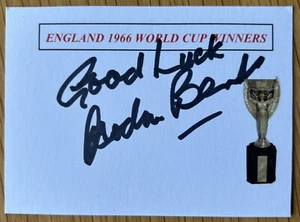 ENGLAND 1966 WORLD CUP WINNERS
Good Luck
Gordon Banks